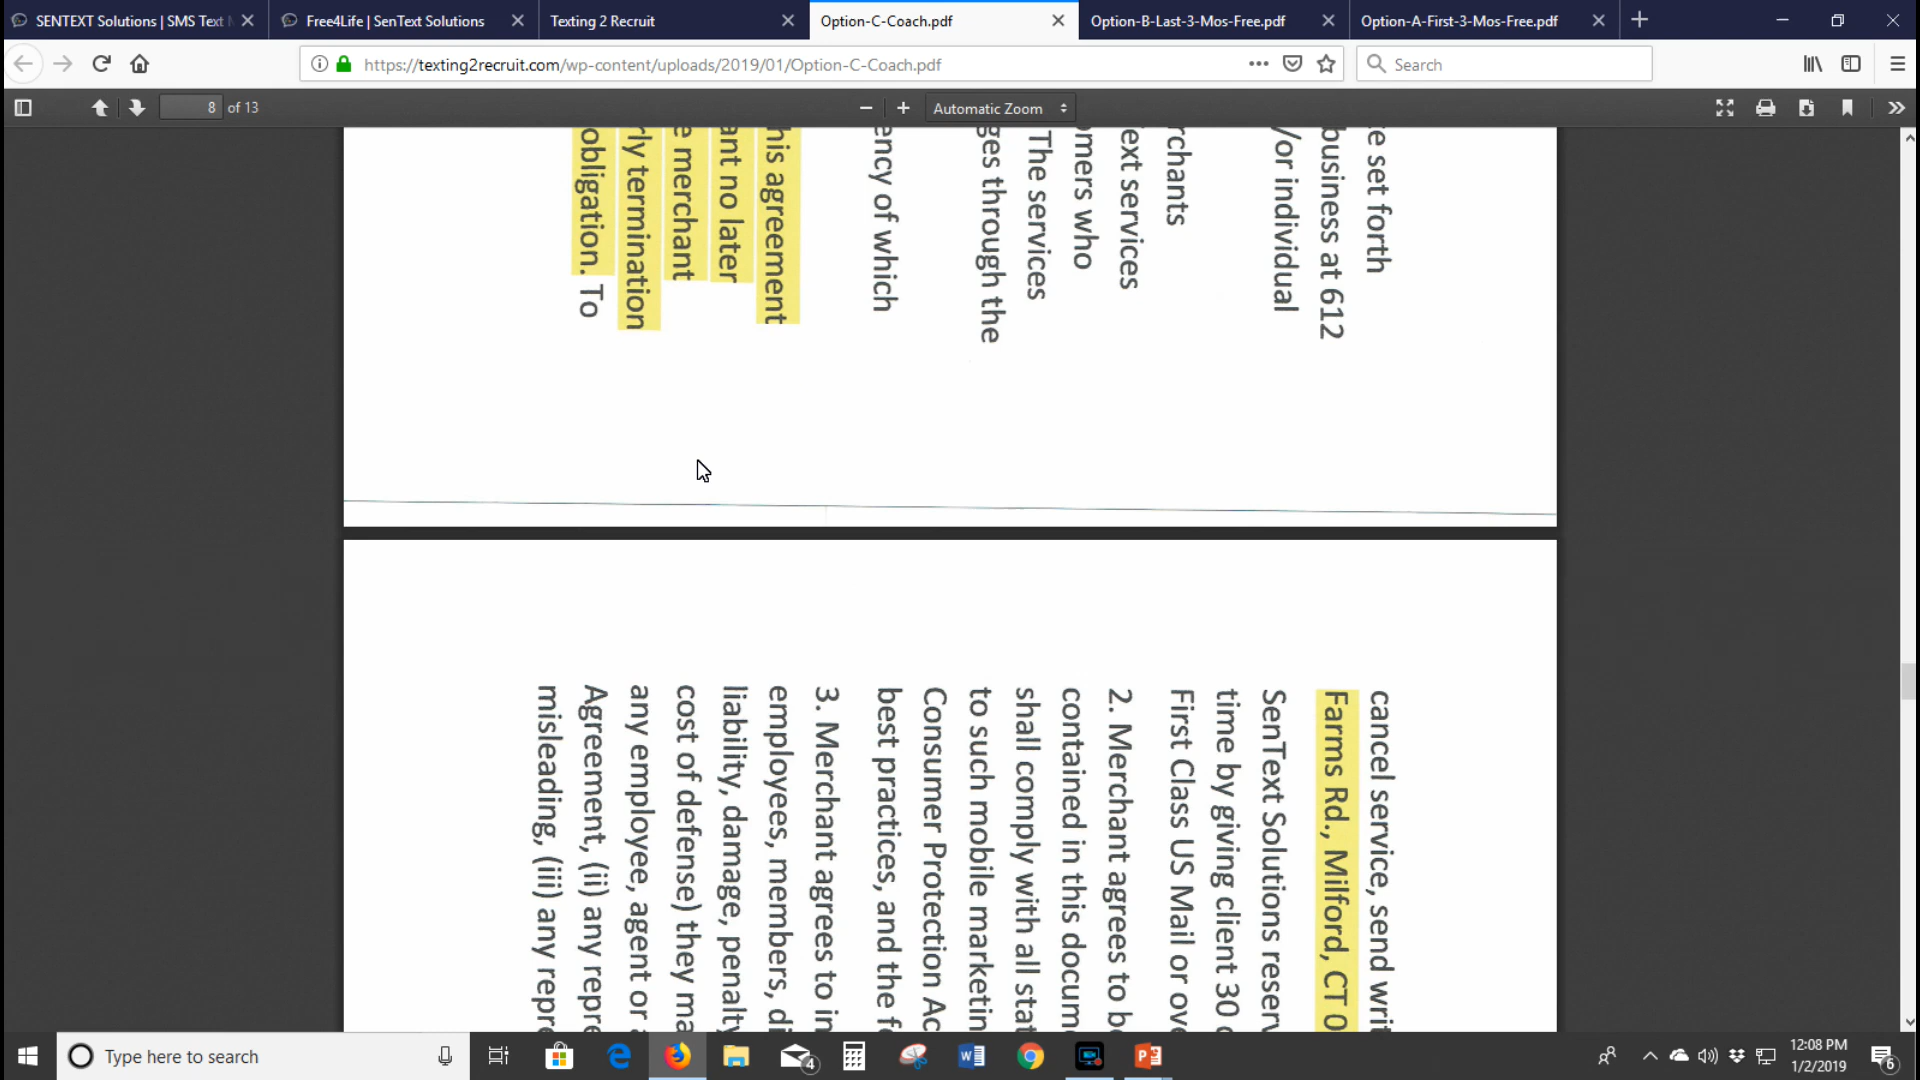 SENTEXT Solutions | SMS Text
Free4Life | SenText Solutions
Texting 2 Recruit
Option-C-Coach.pdf
Option-B-Last-3-Mos-Free.pdf
Option-A-First-3-Mos-Free.pdf
https://texting2recruit.com/wp-content/uploads/2019/01/Option-C-Coach.pdf
Search
8 of 13
Automatic Zoom
e set forth
business at 612
/or individual
rchants
ext services
omers who
The services
ges through the
ency of which
his agreement
ant no later
e merchant
rly termination
obligation. To
cancel service, send writ
Farms Rd., Milford, CT 0
SenText Solutions reserv
time by giving client 30
First Class US Mail or ov
2. Merchant agrees to be
contained in this docum
shall comply with all stat
to such mobile marketin
Consumer Protection Ac
best practices, and the f
3. Merchant agrees to in
employees, members, di
liability, damage, penalty
cost of defense) they ma
any employee, agent or
Agreement, (ii) any repre
misleading, (iii) any repre
Type here to search
4
12:08 PM
1/2/2019
6